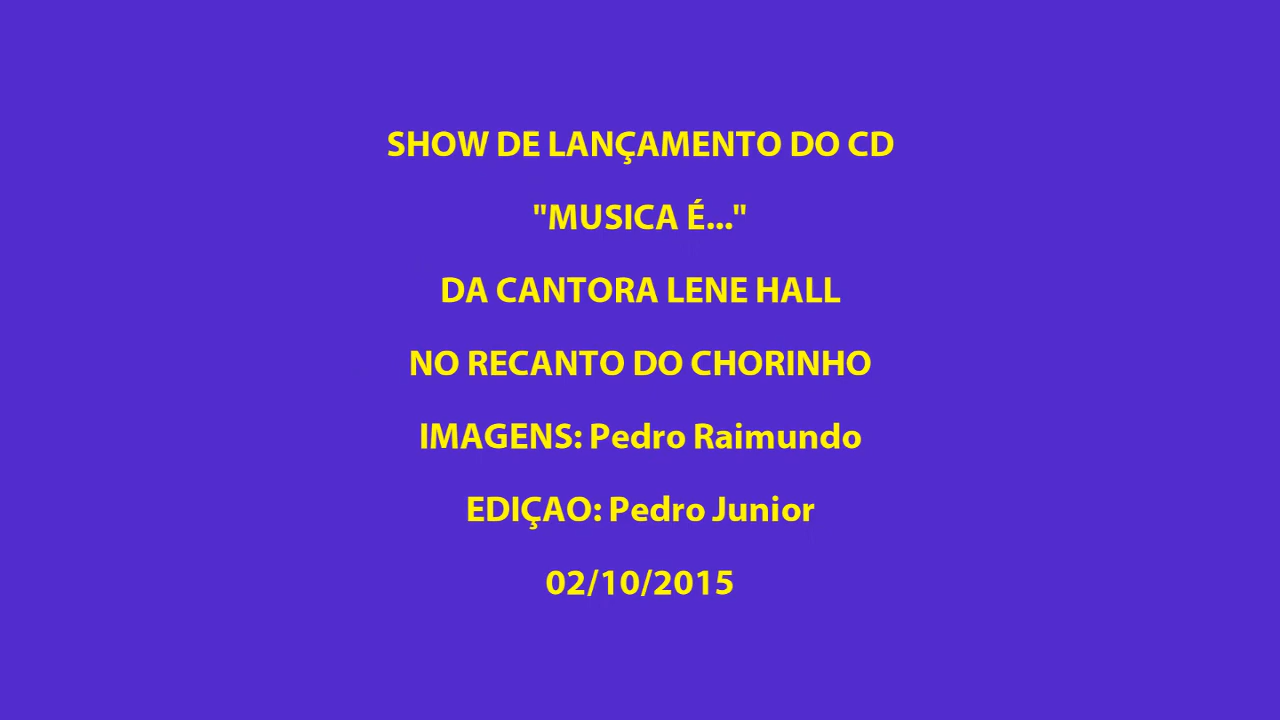 SHOW DE LANÇAMENTO DO CD
"MUSICA É..."
DA CANTORA LENE HALL
NO RECANTO DO CHORINHO
IMAGENS: Pedro Raimundo
EDIÇAO: Pedro Junior
02/10/2015